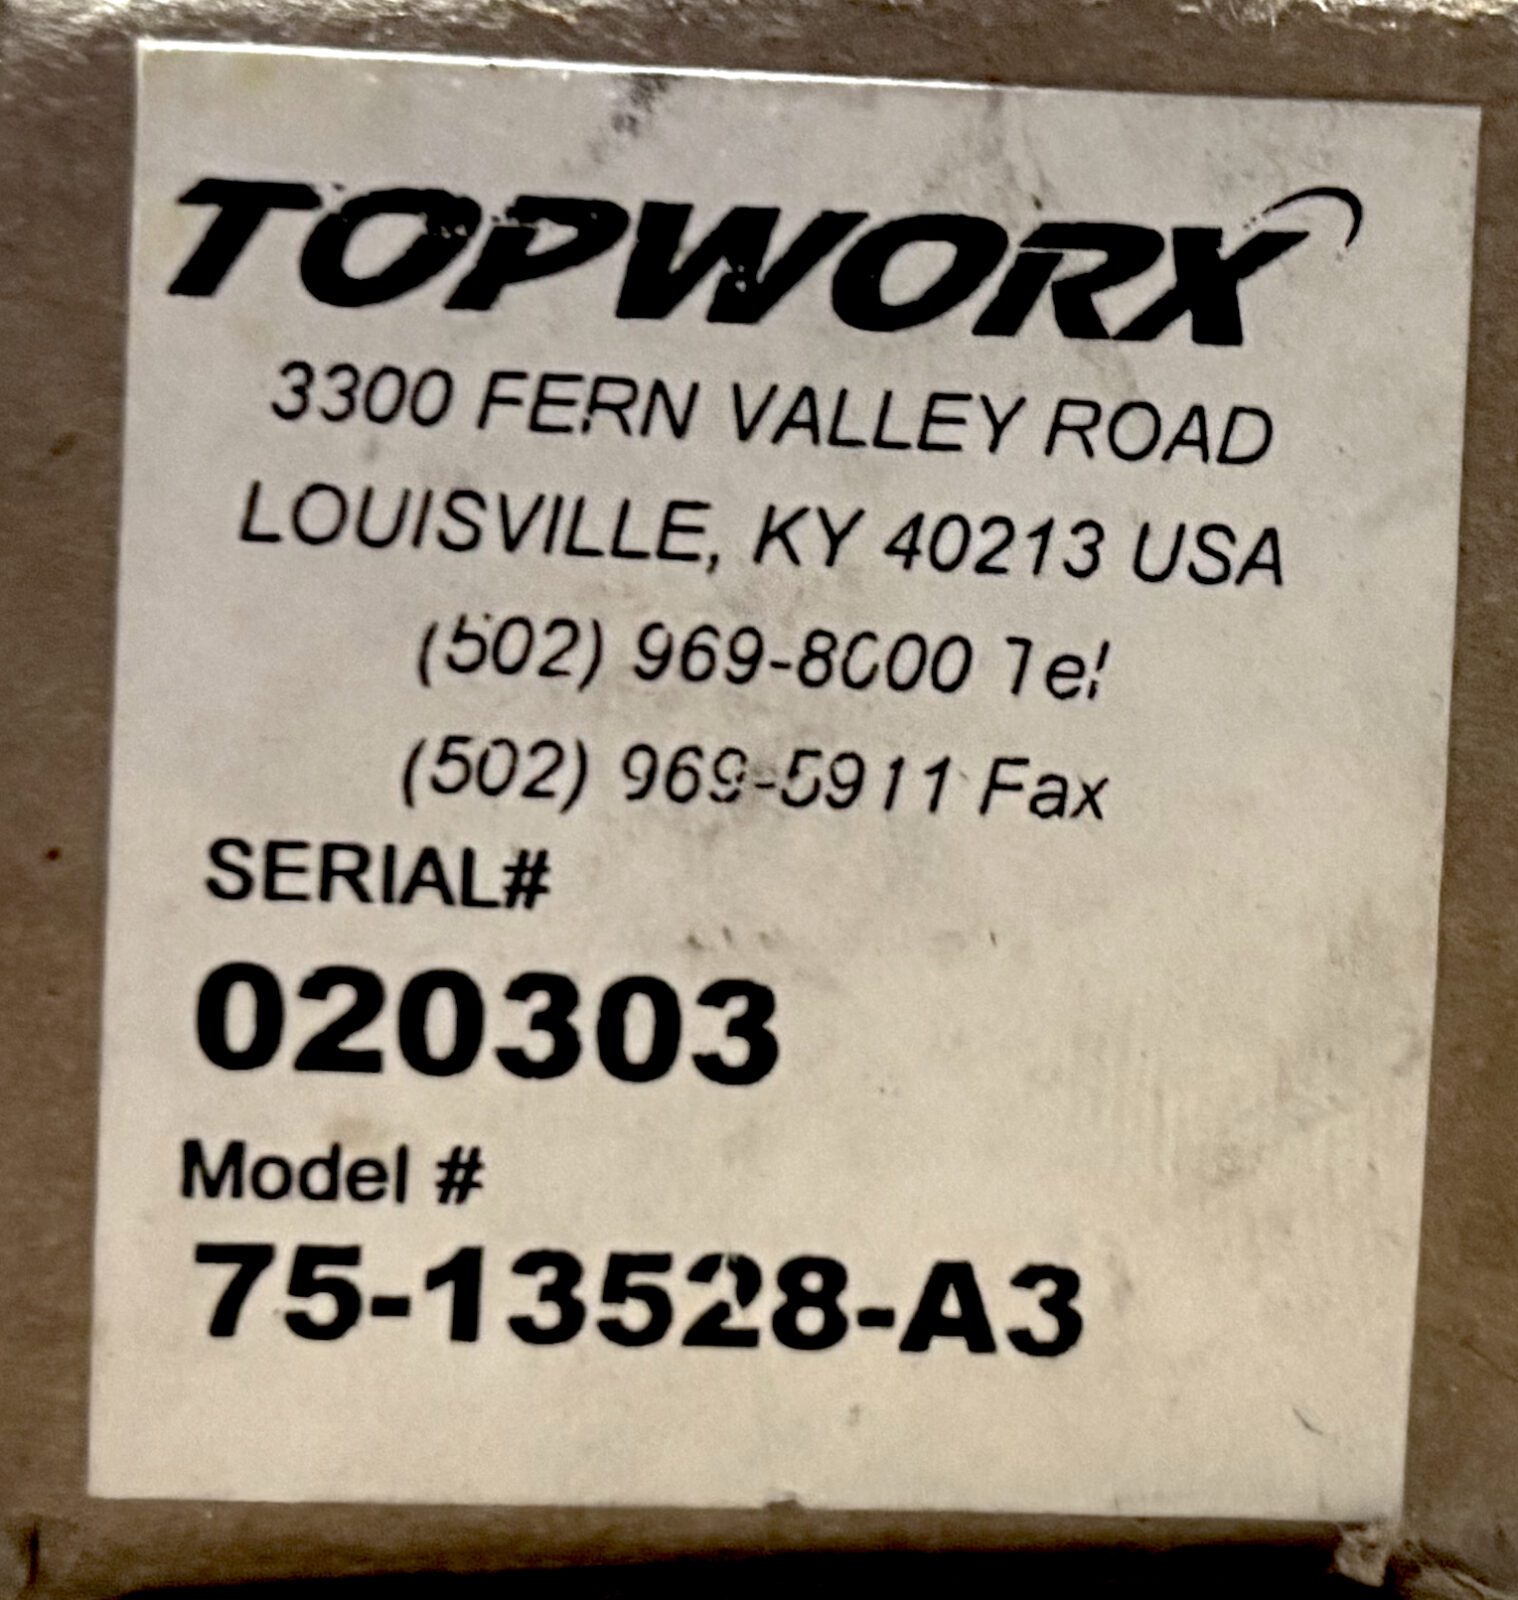 TOPWORX
3300 FERN VALLEY ROAD
LOUISVILLE, KY 40213 USA
(502) 969-8000 Tel
(502) 969-5911 Fax
SERIAL#
020303
Model #
75-13528-A3